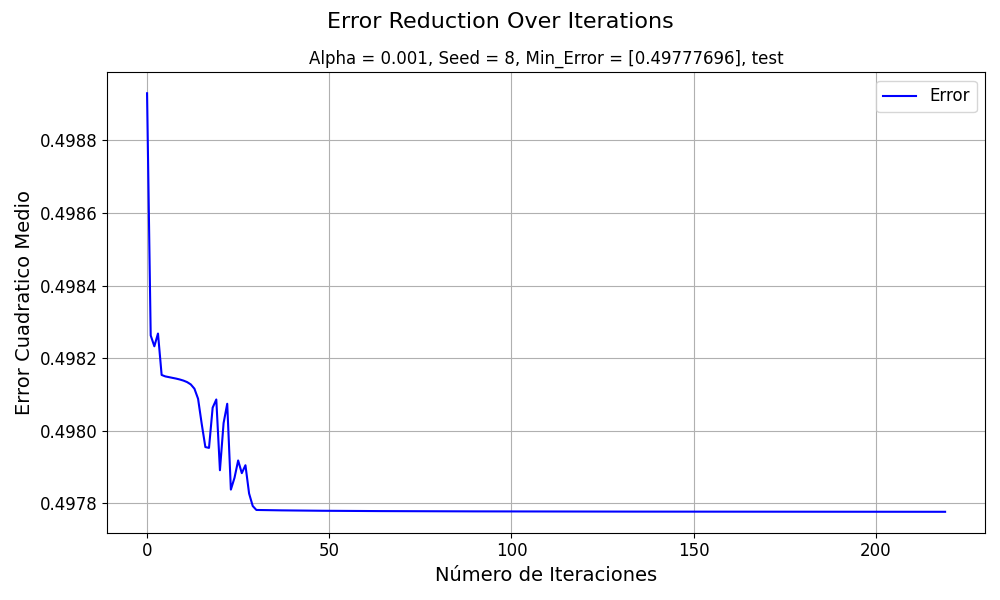 Error Reduction Over Iterations
Alpha = 0.001, Seed = 8, Min_Error = [0.49777696], test
Error
Error Cuadratico Medio
0.4988
0.4986
0.4984
0.4982
0.4980
0.4978
0 50 100 150 200
Número de Iteraciones